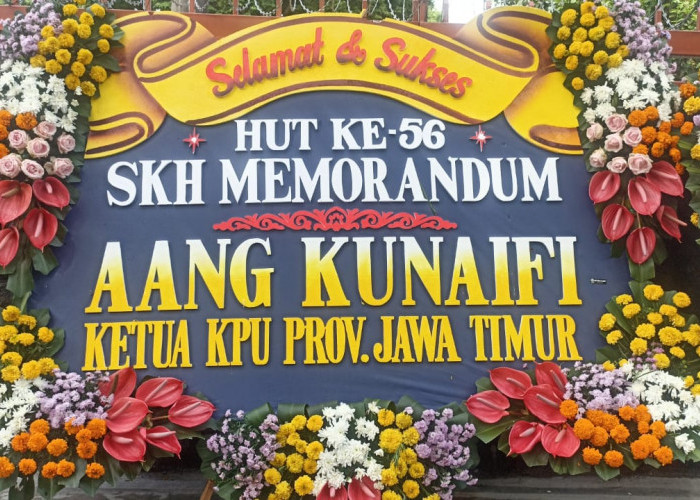 Selamat & Sukses
HUT KE-56
SKH MEMORANDUM
AANG KUNAIFI
KETUA KPU PROV. JAWA TIMUR